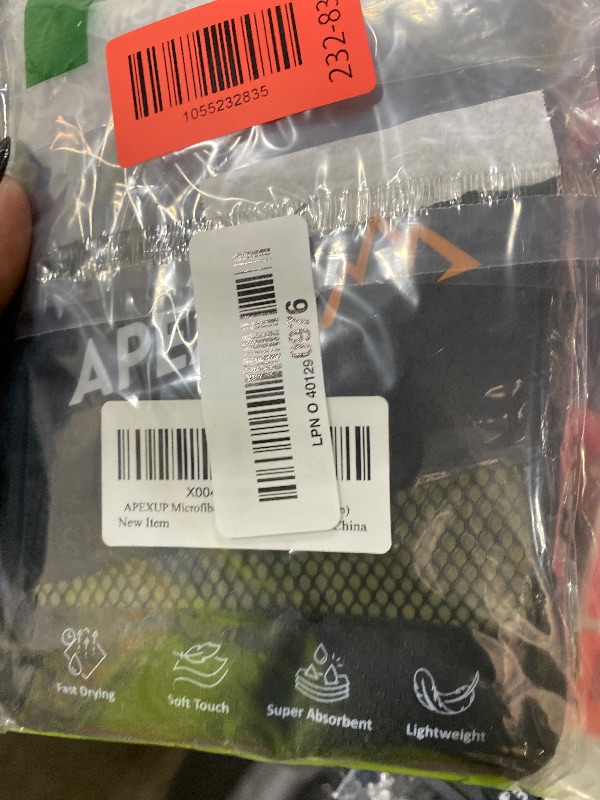 1055232835
232-83
APE
LPN O 40129 0976
X004
APEXUP Microfib
n)
New Item
China
Fast Drying
Soft Touch
Super Absorbent
Lightweight